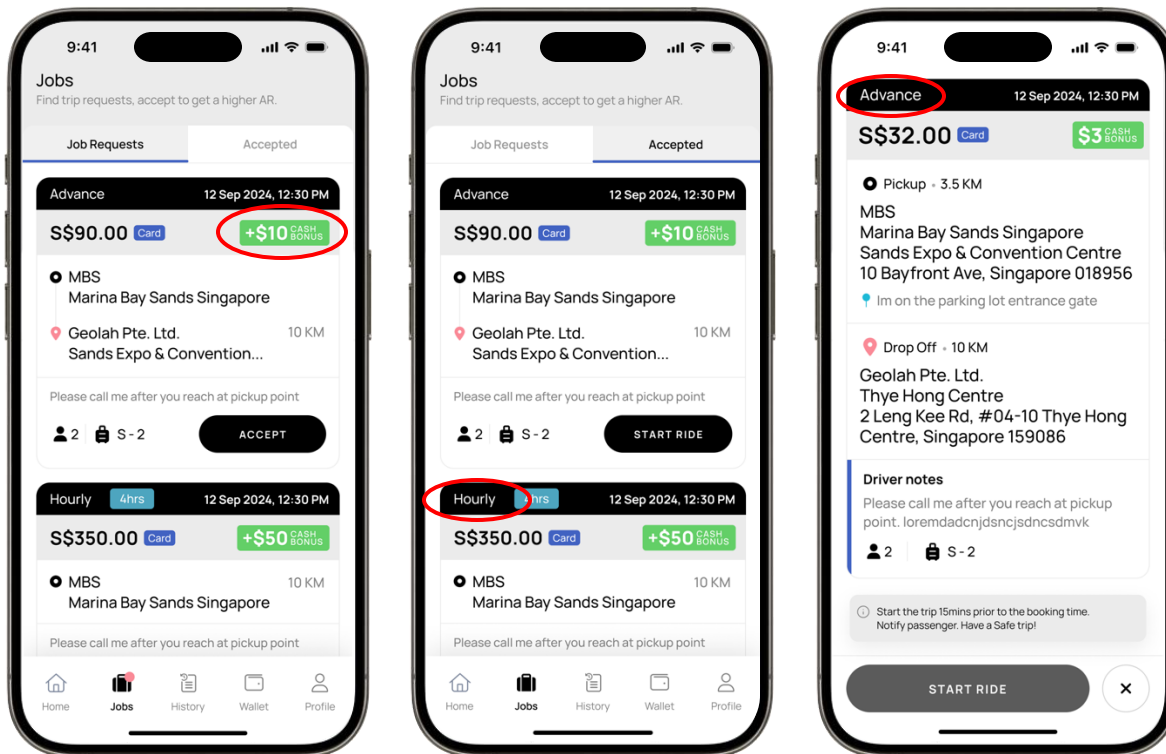 9:41
Jobs
Find trip requests, accept to get a higher AR.
Job Requests Accepted
Advance 12 Sep 2024, 12:30 PM
S$90.00 Card +$10 CASH BONUS
MBS
Marina Bay Sands Singapore
Geolah Pte. Ltd. 10 KM
Sands Expo & Convention...
Please call me after you reach at pickup point
2 S - 2 ACCEPT
Hourly 4hrs 12 Sep 2024, 12:30 PM
S$350.00 Card +$50 CASH BONUS
MBS 10 KM
Marina Bay Sands Singapore
Please call me after you reach at pickup point
Home Jobs History Wallet Profile
9:41
Jobs
Find trip requests, accept to get a higher AR.
Job Requests Accepted
Advance 12 Sep 2024, 12:30 PM
S$90.00 Card +$10 CASH BONUS
MBS
Marina Bay Sands Singapore
Geolah Pte. Ltd. 10 KM
Sands Expo & Convention...
Please call me after you reach at pickup point
2 S - 2 START RIDE
Hourly 4hrs 12 Sep 2024, 12:30 PM
S$350.00 Card +$50 CASH BONUS
MBS 10 KM
Marina Bay Sands Singapore
Please call me after you reach at pickup point
Home Jobs History Wallet Profile
9:41
Advance 12 Sep 2024, 12:30 PM
S$32.00 Card $3 CASH BONUS
Pickup • 3.5 KM
MBS
Marina Bay Sands Singapore
Sands Expo & Convention Centre
10 Bayfront Ave, Singapore 018956
Im on the parking lot entrance gate
Drop Off • 10 KM
Geolah Pte. Ltd.
Thye Hong Centre
2 Leng Kee Rd, #04-10 Thye Hong
Centre, Singapore 159086
Driver notes
Please call me after you reach at pickup
point. loremdadcnjdsncjsdncsdmvk
2 S - 2
Start the trip 15mins prior to the booking time.
Notify passenger. Have a Safe trip!
START RIDE